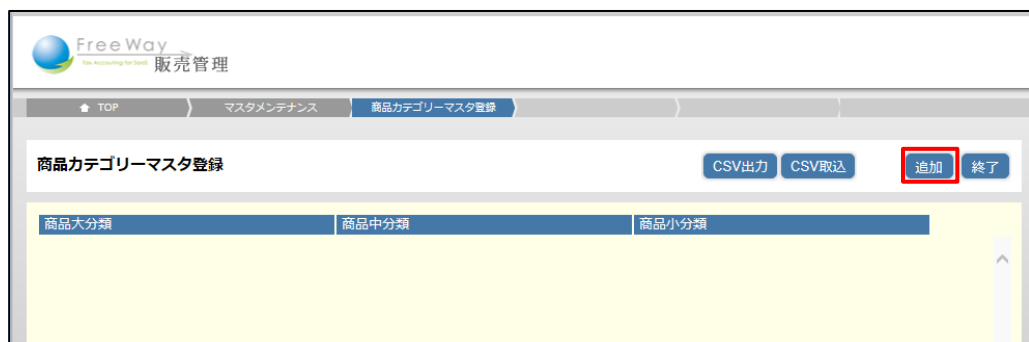 FreeWay
Tax Accounting for SaaS 販売管理
TOP マスタメンテナンス 商品カテゴリーマスタ登録
商品カテゴリーマスタ登録 CSV出力 CSV取込 追加 終了
商品大分類 商品中分類 商品小分類